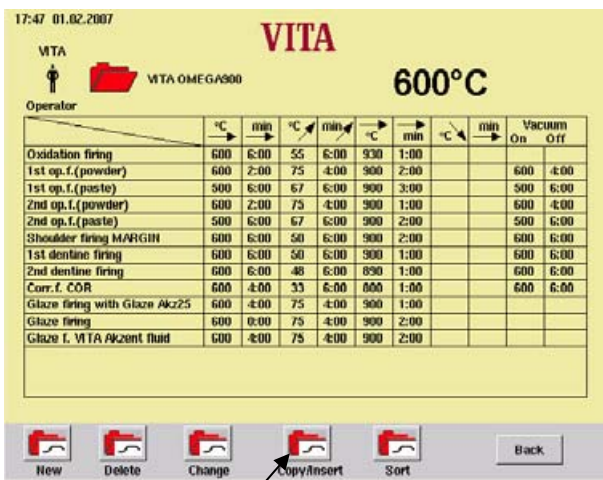 17:47 01.02.2007
VITA
VITA
VITA OMEGA900
600°C
Operator
°C min °C min °C min °C min Vacuum
On Off
Oxidation firing 600 6:00 55 6:00 930 1:00
1st op.f.(powder) 600 2:00 75 4:00 900 2:00 600 4:00
1st op.f.(paste) 500 6:00 67 6:00 900 3:00 500 6:00
2nd op.f.(powder) 600 2:00 75 4:00 900 1:00 600 4:00
2nd op.f.(paste) 500 6:00 67 6:00 900 2:00 500 6:00
Shoulder firing MARGIN 600 6:00 50 6:00 900 2:00 600 6:00
1st dentine firing 600 6:00 50 6:00 900 1:00 600 6:00
2nd dentine firing 600 6:00 48 6:00 890 1:00 600 6:00
Corr.f. COR 600 4:00 33 6:00 800 1:00 600 6:00
Glaze firing with Glaze Akz25 600 4:00 75 4:00 900 1:00
Glaze firing 600 0:00 75 4:00 900 2:00
Glaze f. VITA Akzent fluid 600 4:00 75 4:00 900 2:00
New Delete Change Copy/Insert Sort Back